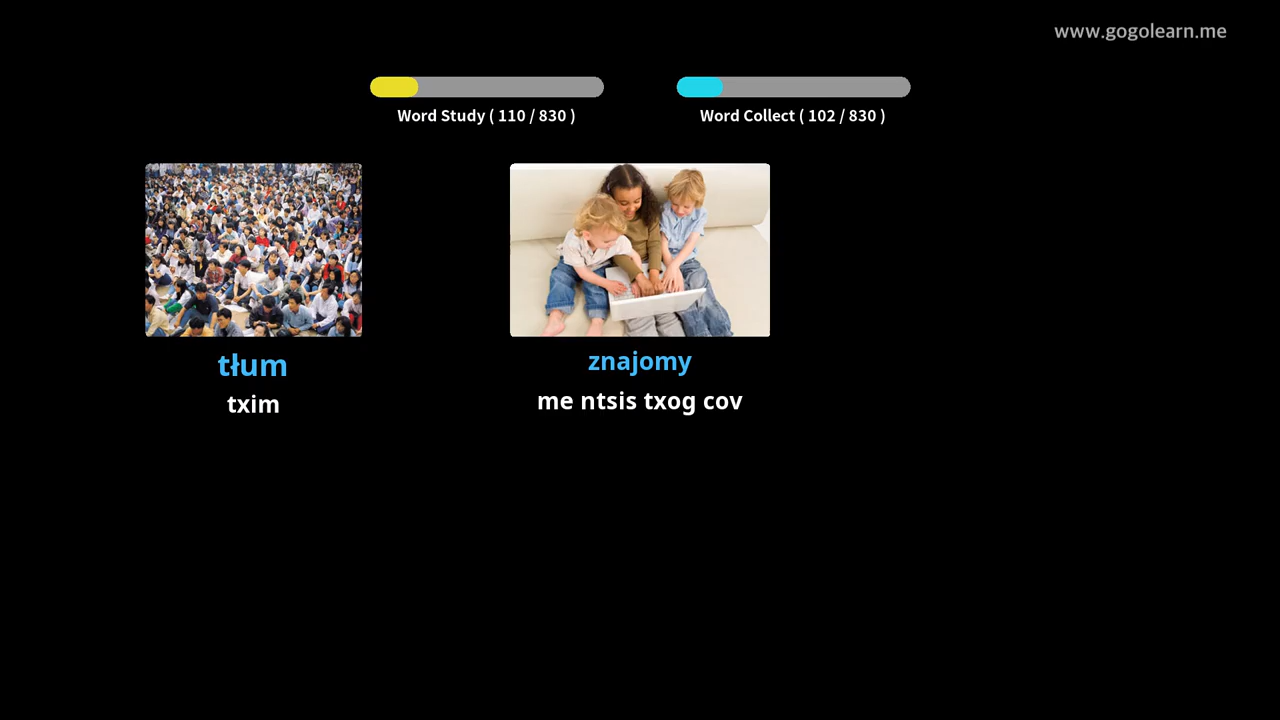 www.gogolearn.me
Word Study ( 110 / 830 )
Word Collect ( 102 / 830 )
tłum
txim
znajomy
me ntsis txog cov